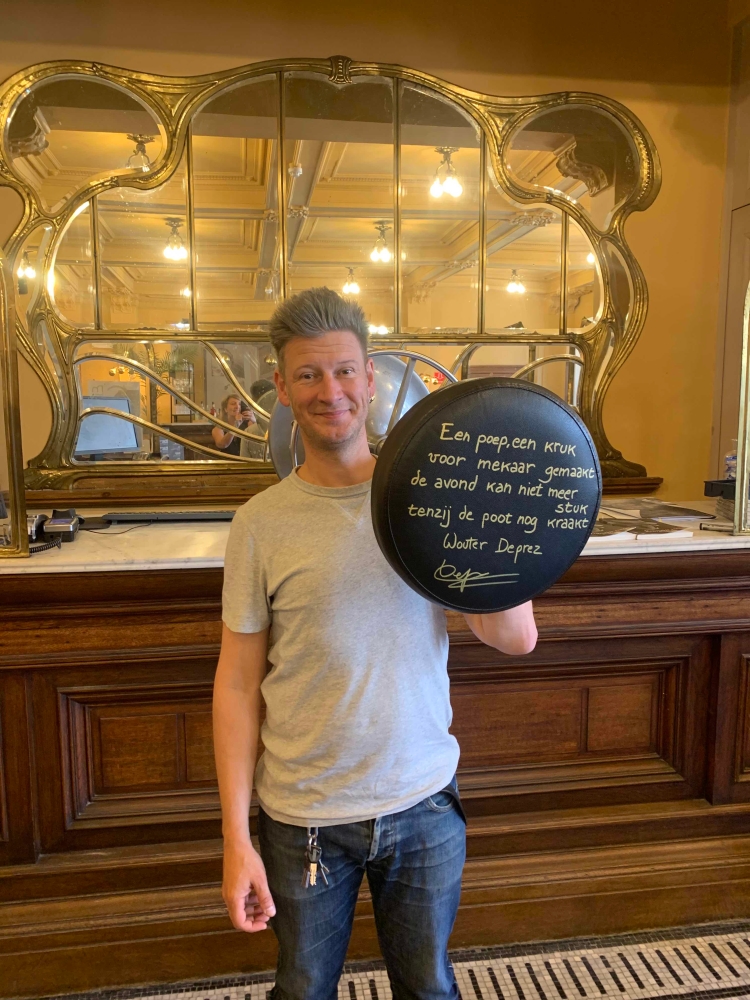 Een poep, een kruk
voor mekaar gemaakt
de avond kan niet meer
stuk
tenzij de poot nog kraakt
Wouter Deprez